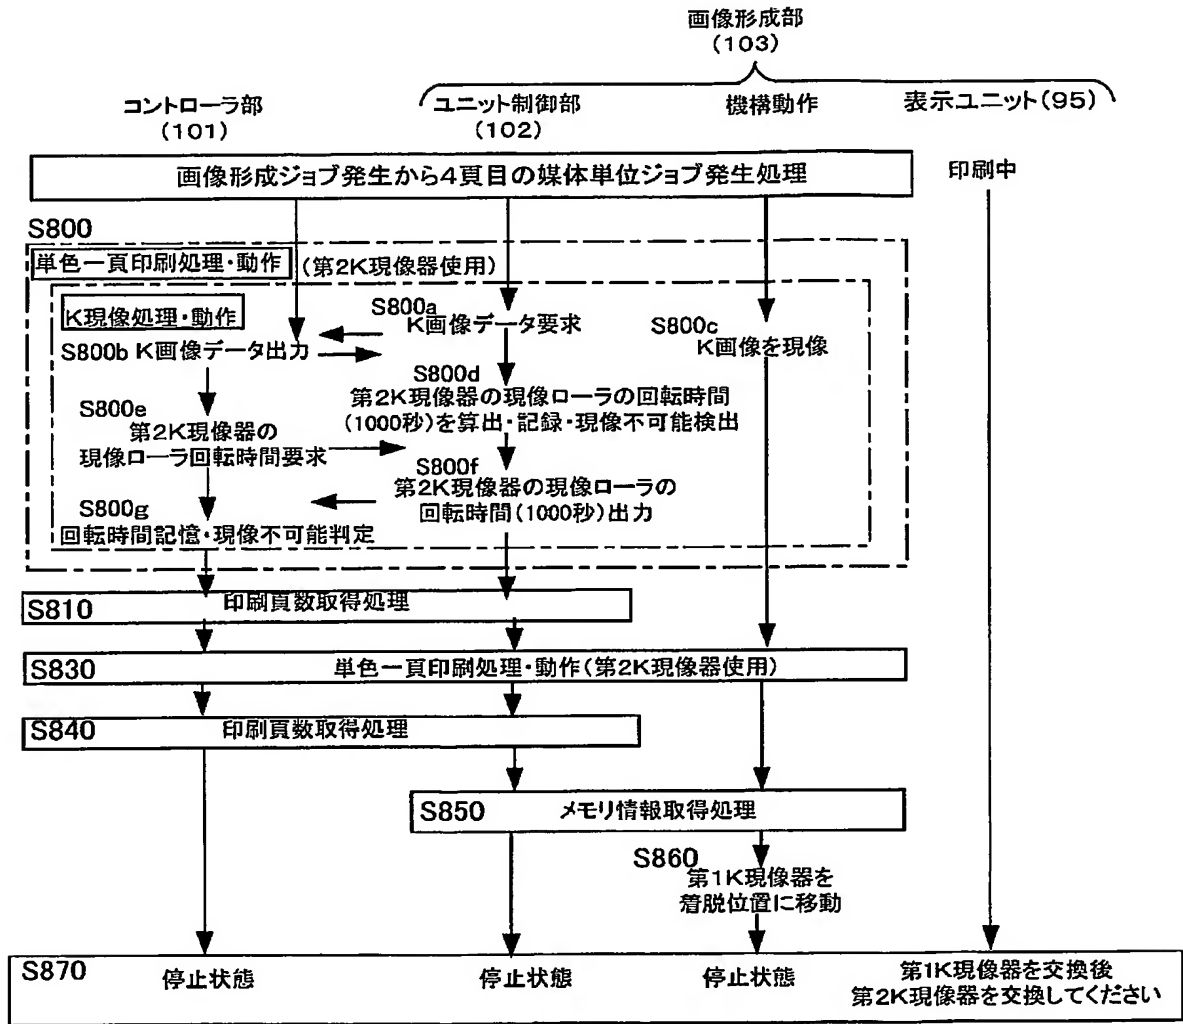 画像形成部
(103)
コントローラ部
(101)
ユニット制御部
(102)
機構動作
表示ユニット(95)
画像形成ジョブ発生から4頁目の媒体単位ジョブ発生処理
印刷中
S800
単色一頁印刷処理・動作 (第2K現像器使用)
K現像処理・動作
S800a
K画像データ要求
S800b K画像データ出力
S800c
K画像を現像
S800d
第2K現像器の現像ローラの回転時間
(1000秒)を算出・記録・現像不可能検出
S800e
第2K現像器の
現像ローラ回転時間要求
S800f
第2K現像器の現像ローラの
回転時間(1000秒)出力
S800g
回転時間記憶・現像不可能判定
S810 印刷頁数取得処理
S830 単色一頁印刷処理・動作(第2K現像器使用)
S840 印刷頁数取得処理
S850 メモリ情報取得処理
S860
第1K現像器を
着脱位置に移動
S870 停止状態 停止状態 停止状態
第1K現像器を交換後
第2K現像器を交換してください